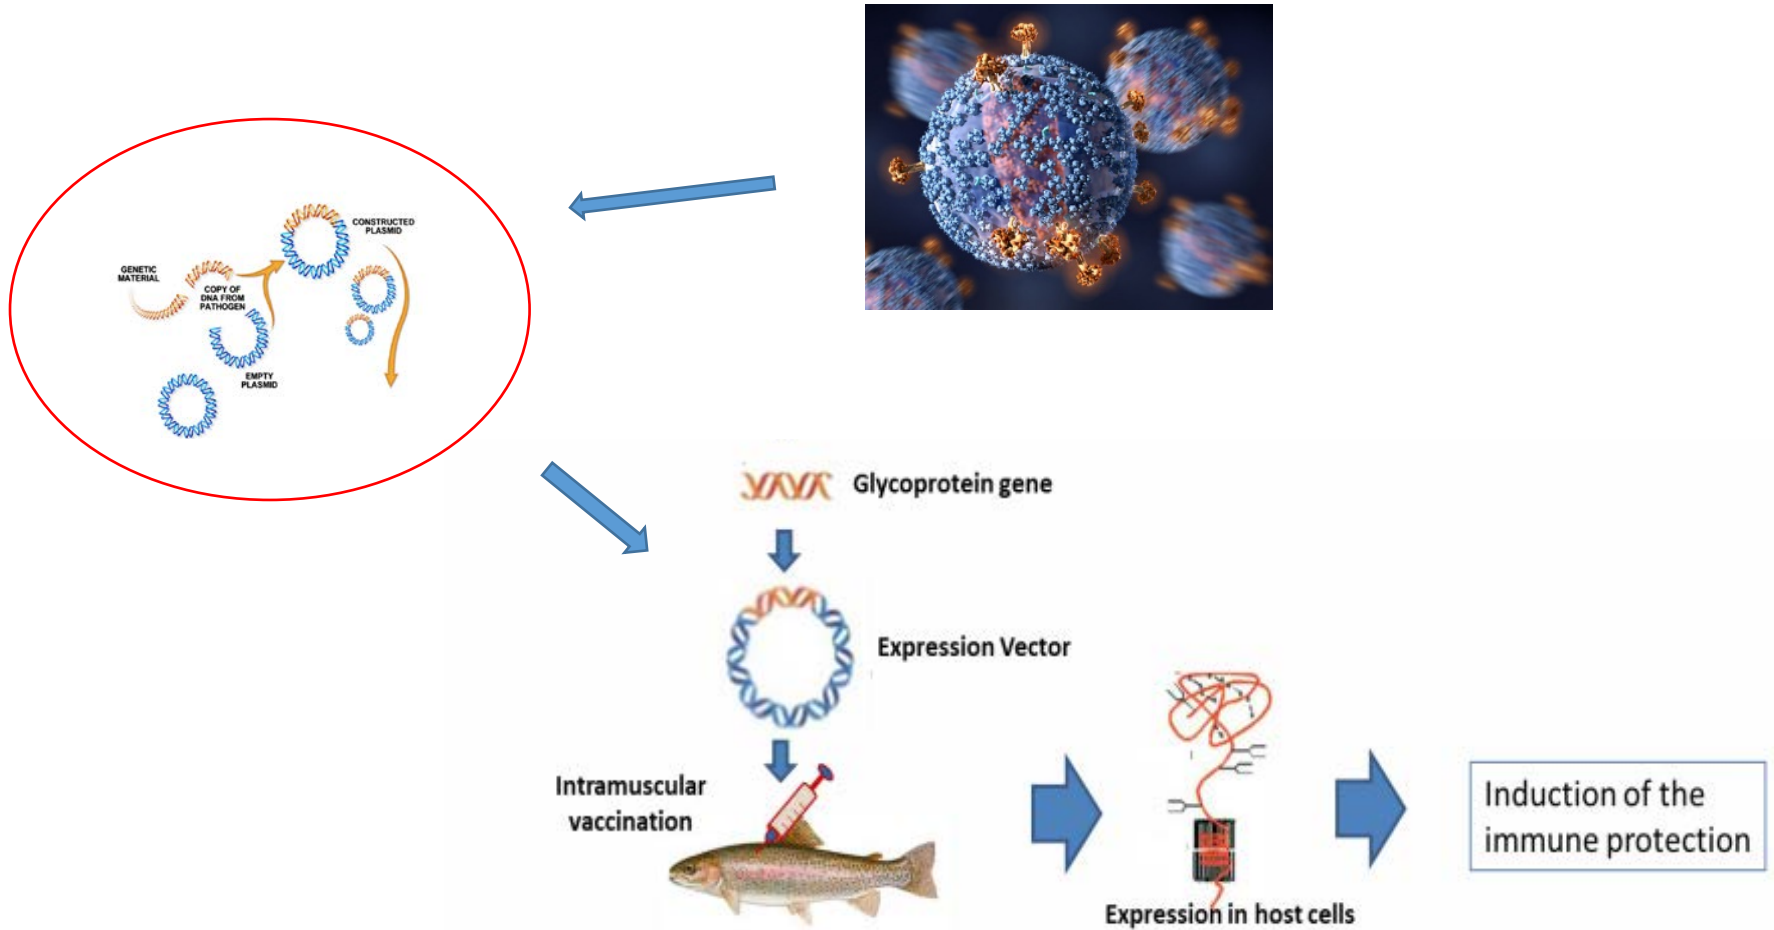 CONSTRUCTED
PLASMID
GENETIC
MATERIAL
COPY OF
DNA FROM
PATHOGEN
EMPTY
PLASMID
Glycoprotein gene
Expression Vector
Intramuscular
vaccination
Expression in host cells
Induction of the
immune protection